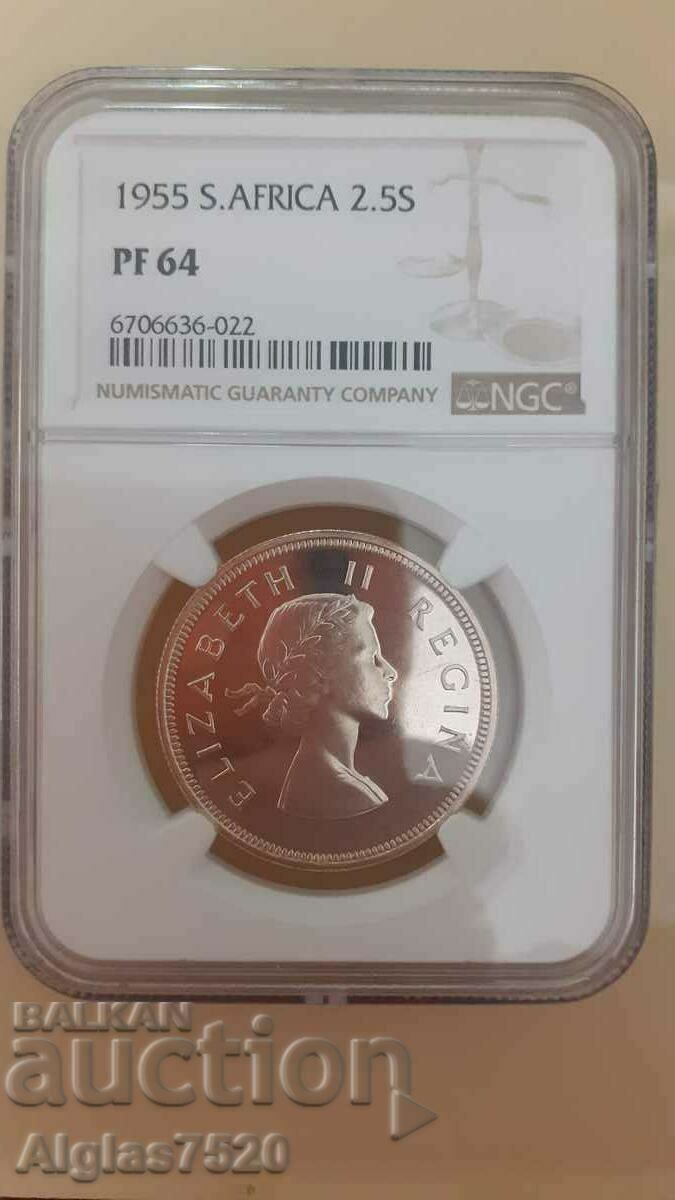 1955 S.AFRICA 2.5S
PF 64
6706636-022
NUMISMATIC GUARANTY COMPANY NGC®
ELIZABETH II REGINA
BALKAN
auction
Alglas7520